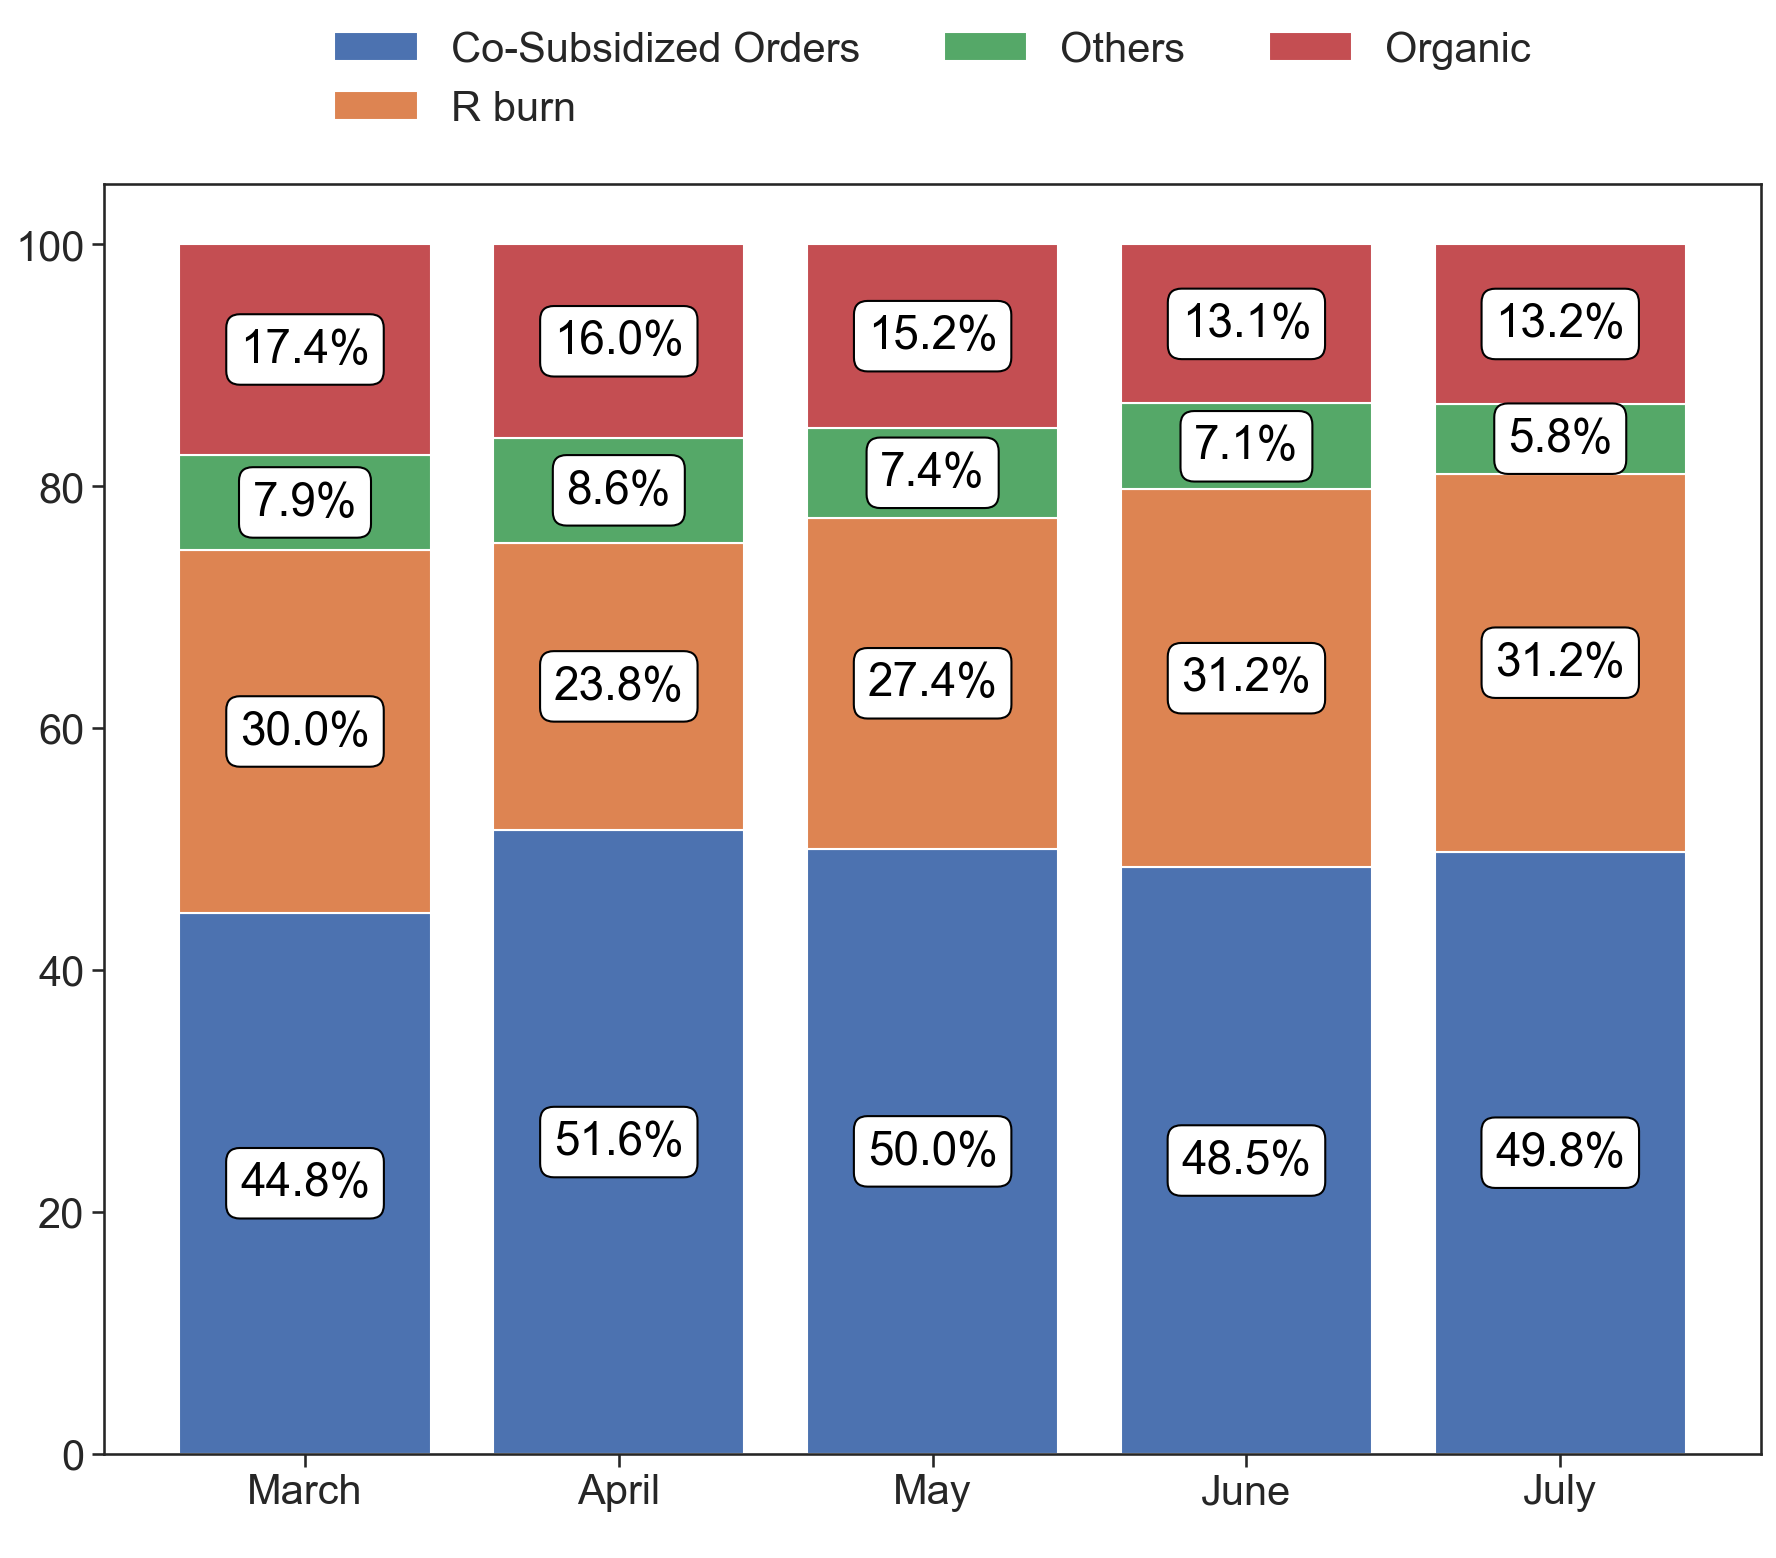 Co-Subsidized Orders Others Organic
R burn
100
17.4% 16.0% 15.2% 13.1% 13.2%
7.9% 8.6% 7.4% 7.1% 5.8%
80
30.0% 23.8% 27.4% 31.2% 31.2%
60
40
44.8% 51.6% 50.0% 48.5% 49.8%
20
0
March April May June July